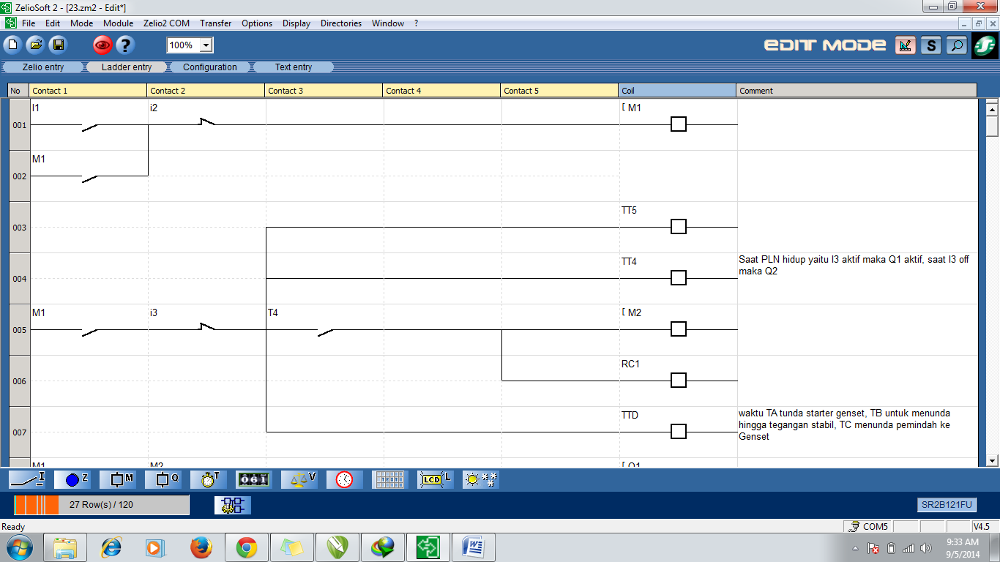 ZelioSoft 2 - [23.zm2 - Edit*]
File Edit Mode Module Zelio2 COM Transfer Options Display Directories Window ?
100%
EDIT MODE
S
Zelio entry Ladder entry Configuration Text entry
No Contact 1 Contact 2 Contact 3 Contact 4 Contact 5 Coil Comment
I1 i2 [ M1
001
M1
002
TT5
003
TT4
Saat PLN hidup yaitu I3 aktif maka Q1 aktif, saat I3 off
maka Q2
004
M1 i3 T4 [ M2
005
RC1
006
TTD
waktu TA tunda starter genset, TB untuk menunda
hingga tegangan stabil, TC menunda pemindah ke
Genset
007
M1 M2 [ Q1
I Z M Q T 061 V TEXT LCD L
27 Row(s) / 120
SR2B121FU
Ready
COM5
V4.5
9:33 AM
9/5/2014